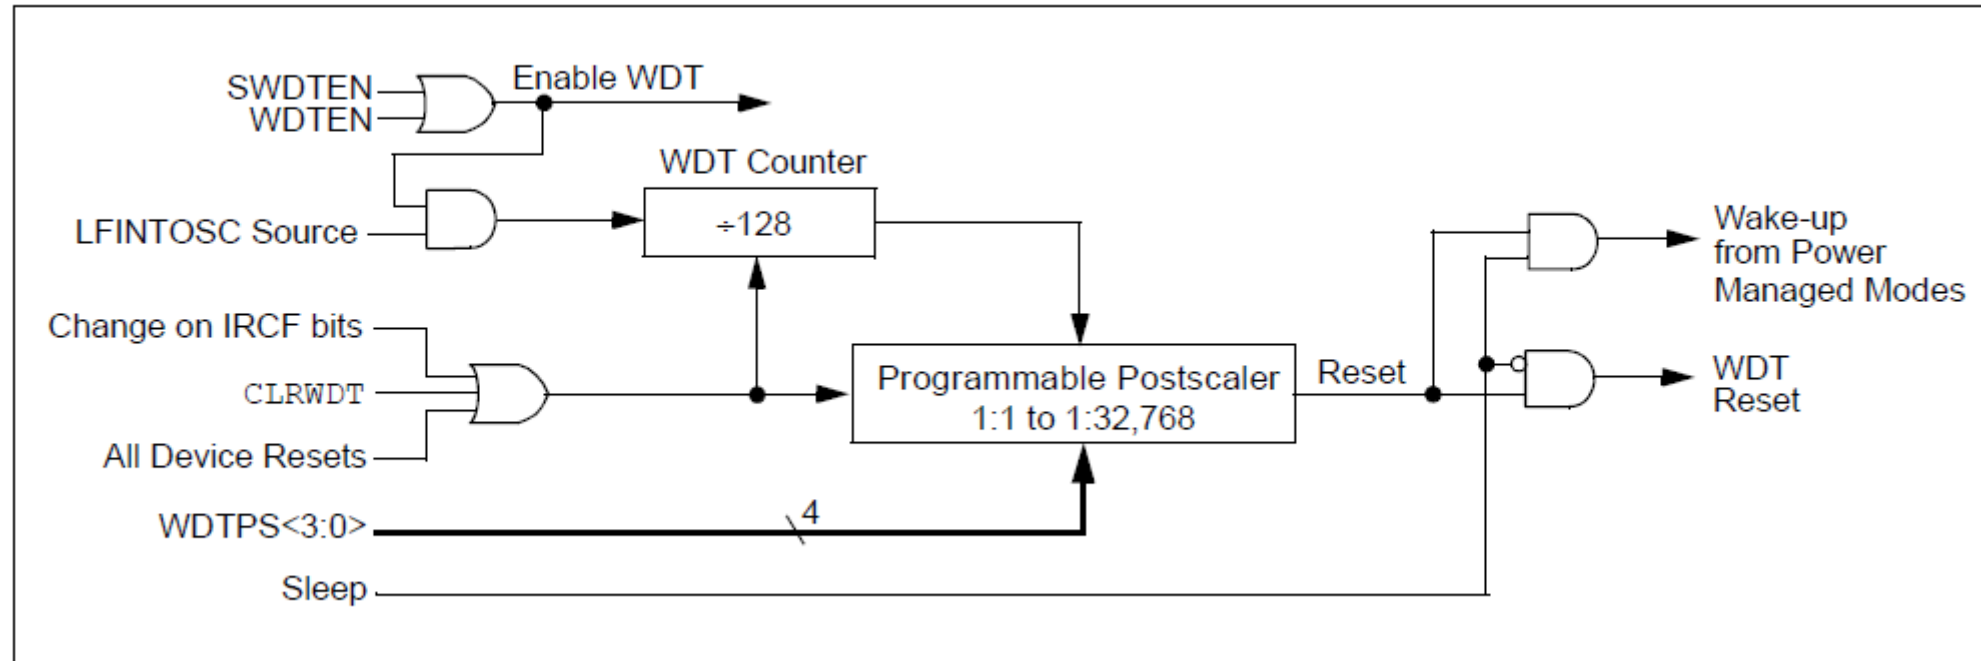 SWDTEN
WDTEN
Enable WDT
WDT Counter
÷128
LFINTOSC Source
Wake-up
from Power
Managed Modes
Change on IRCF bits
CLRWDT
All Device Resets
Programmable Postscaler
1:1 to 1:32,768
Reset
WDT
Reset
WDTPS<3:0>
4
Sleep